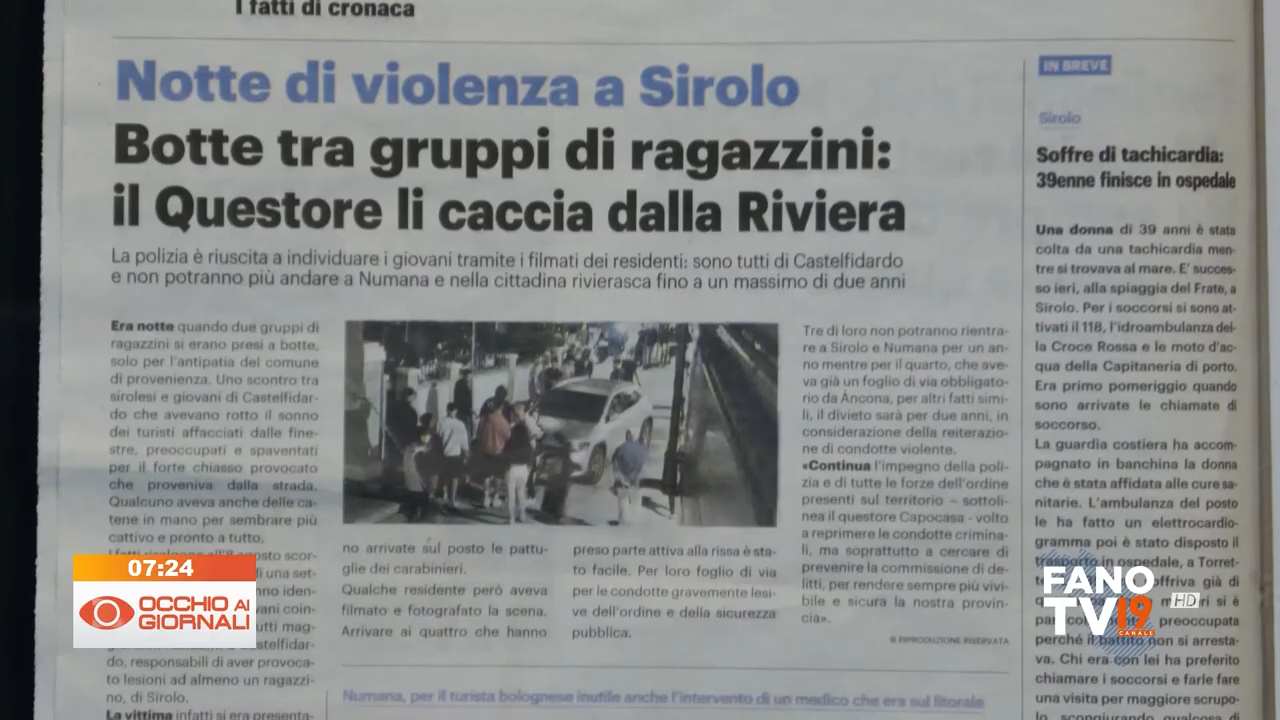 I fatti di cronaca
Notte di violenza a Sirolo
Botte tra gruppi di ragazzini:
il Questore li caccia dalla Riviera
La polizia è riuscita a individuare i giovani tramite i filmati dei residenti: sono tutti di Castelfidardo
e non potranno più andare a Numana e nella cittadina rivierasca fino a un massimo di due anni
Era notte quando due gruppi di
ragazzini si erano presi a botte,
solo per l'antipatia del comune
di provenienza. Uno scontro tra
sirolesi e giovani di Castelfidar-
do che avevano rotto il sonno
dei turisti affacciati dalle fine-
stre, preoccupati e spaventati
per il forte chiasso provocato
che proveniva dalla strada.
Qualcuno aveva anche delle ca-
tene in mano per sembrare più
cattivo e pronto a tutto.
scor-
una set-
iden-
coin-
mag-
do, responsabili di aver provoca-
to lesioni ad almeno un ragazzi-
no, di Sirolo.
La vittima infatti si era presenta-
no arrivate sul posto le pattu-
glie dei carabinieri.
Qualche residente però aveva
filmato e fotografato la scena.
Arrivare ai quattro che hanno
preso parte attiva alla rissa è sta-
to facile. Per loro foglio di via
per le condotte gravemente lesi-
ve dell'ordine e della sicurezza
pubblica.
Tre di loro non potranno rientra-
re a Sirolo e Numana per un an-
no mentre per il quarto, che ave-
va già un foglio di via obbligato-
rio da Ancona, per altri fatti simi-
li, il divieto sarà per due anni, in
considerazione della reiterazio-
ne di condotte violente.
«Continua l'impegno della poli-
zia e di tutte le forze dell'ordine
presenti sul territorio – sottoli-
nea il questore Capocasa - volto
a reprimere le condotte crimina-
li, ma soprattutto a cercare di
prevenire la commissione di de-
litti, per rendere sempre più vivi-
bile e sicura la nostra provin-
cia».
© RIPRODUZIONE RISERVATA
Numana, per il turista bolognese inutile anche l'intervento di un medico che era sul litorale
IN BREVE
Sirolo
Soffre di tachicardia:
39enne finisce in ospedale
Una donna di 39 anni è stata
colta da una tachicardia men-
tre si trovava al mare. E' succes-
so ieri, alla spiaggia del Frate, a
Sirolo. Per i soccorsi si sono at-
tivati il 118, l'idroambulanza del-
la Croce Rossa e le moto d'ac-
qua della Capitaneria di porto.
Era primo pomeriggio quando
sono arrivate le chiamate di
soccorso.
La guardia costiera ha accom-
pagnato in banchina la donna
che è stata affidata alle cure sa-
nitarie. L'ambulanza del posto
le ha fatto un elettrocardio-
gramma poi è stato disposto il
trasporto in ospedale, a Torret-
offriva già di
si è
preoccupata
perché il battito non si arresta-
va. Chi era con lei ha preferito
chiamare i soccorsi e farle fare
una visita per maggiore scrupo-
lo, scongiurando qualcosa di
07:24
OCCHIO AI
GIORNALI
FANO
TV 19
CANALE
HD